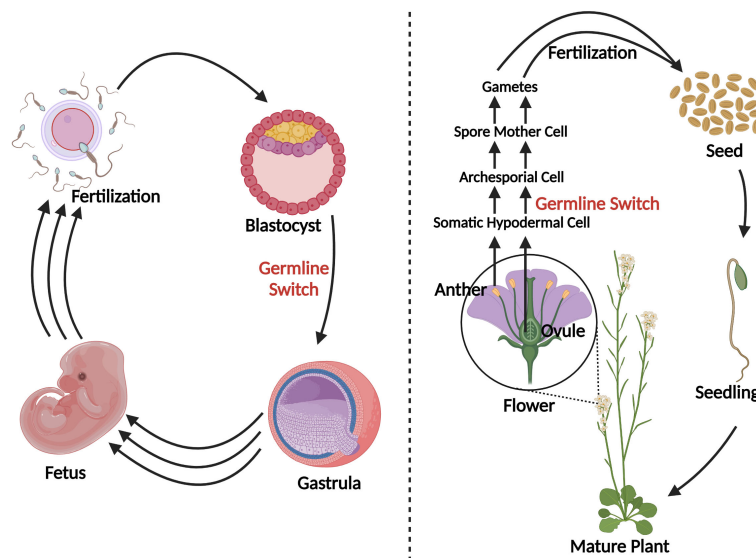 Fertilization
Blastocyst
Germline
Switch
Fetus
Gastrula
Fertilization
Gametes
Spore Mother Cell
Archesporial Cell
Germline Switch
Somatic Hypodermal Cell
Anther
Ovule
Flower
Seed
Seedling
Mature Plant